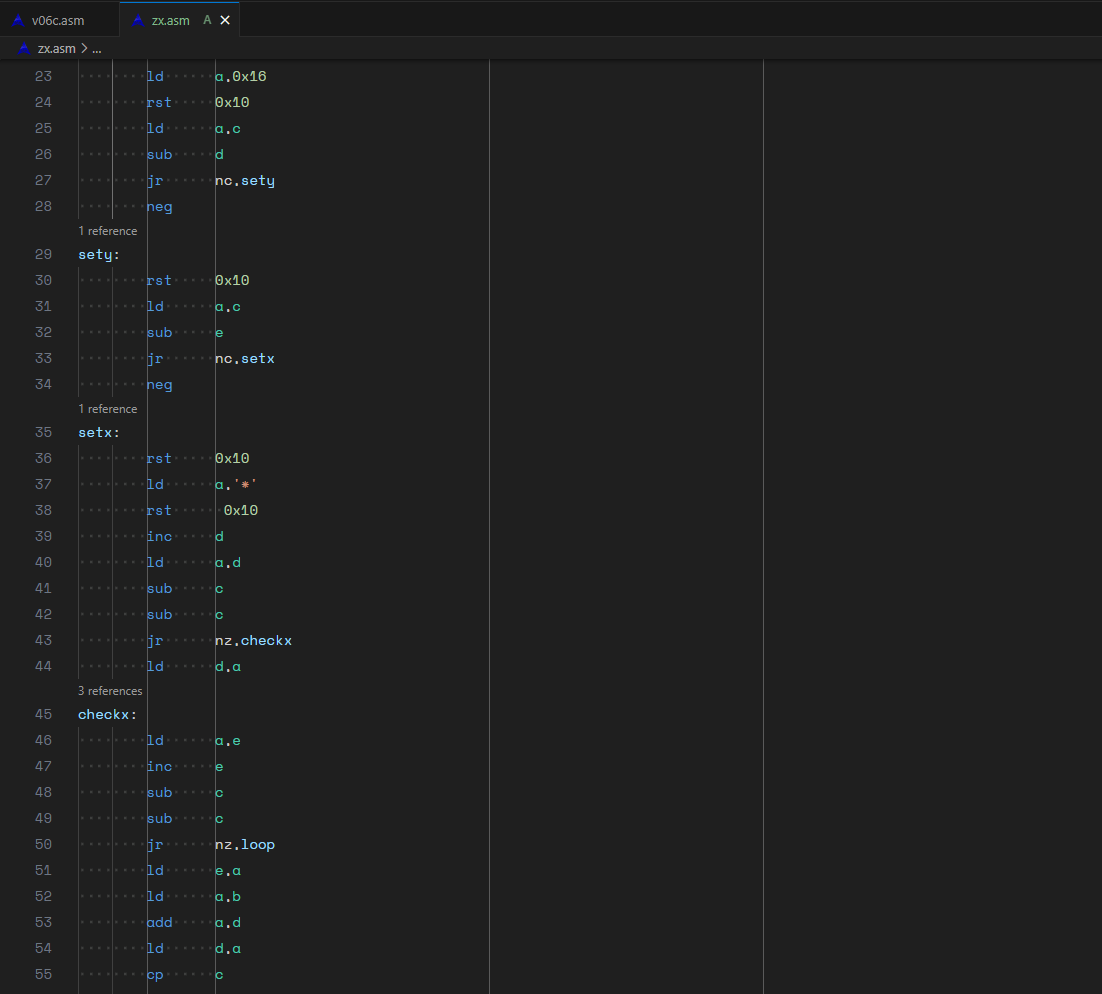 v06c.asm
zx.asm A ×
zx.asm > ...
23 ld a,0x16
24 rst 0x10
25 ld a,c
26 sub d
27 jr nc,sety
28 neg
1 reference
29 sety:
30 rst 0x10
31 ld a,c
32 sub e
33 jr nc,setx
34 neg
1 reference
35 setx:
36 rst 0x10
37 ld a,'*'
38 rst 0x10
39 inc d
40 ld a,d
41 sub c
42 sub c
43 jr nz,checkx
44 ld d,a
3 references
45 checkx:
46 ld a,e
47 inc e
48 sub c
49 sub c
50 jr nz,loop
51 ld e,a
52 ld a,b
53 add a,d
54 ld d,a
55 cp c